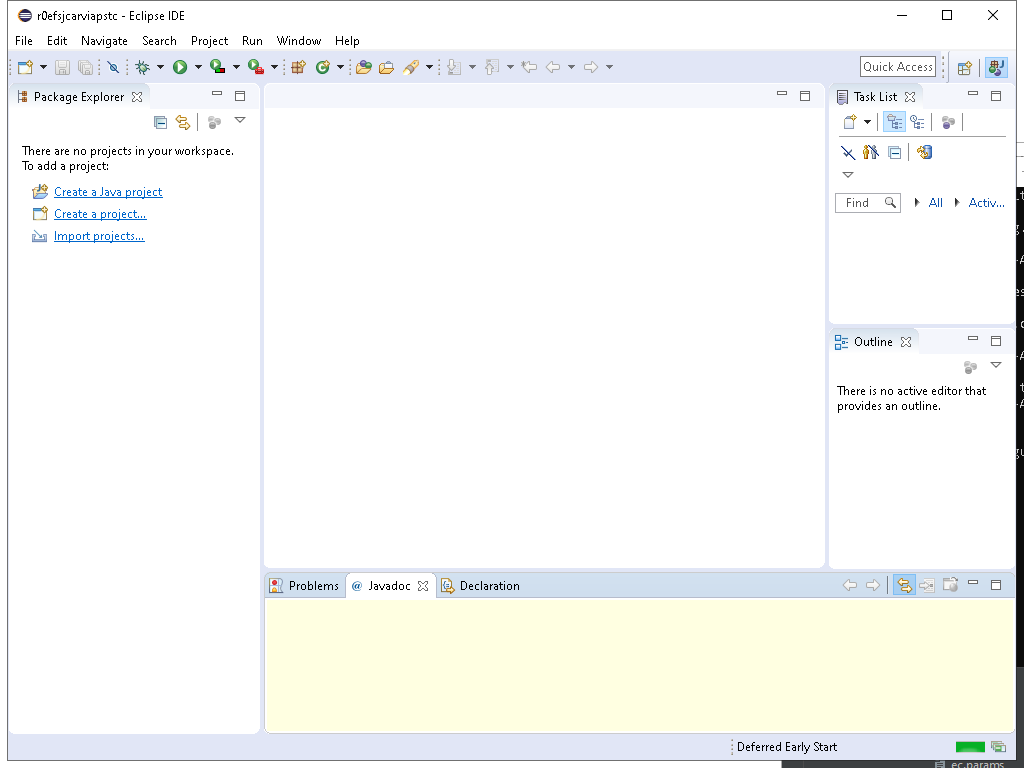 r0efsjcarviapstc - Eclipse IDE
File Edit Navigate Search Project Run Window Help
Quick Access
Package Explorer
There are no projects in your workspace.
To add a project:
Create a Java project
Create a project...
Import projects...
Task List
Find All Activ...
Outline
There is no active editor that
provides an outline.
Problems @ Javadoc Declaration
Deferred Early Start
ec.params